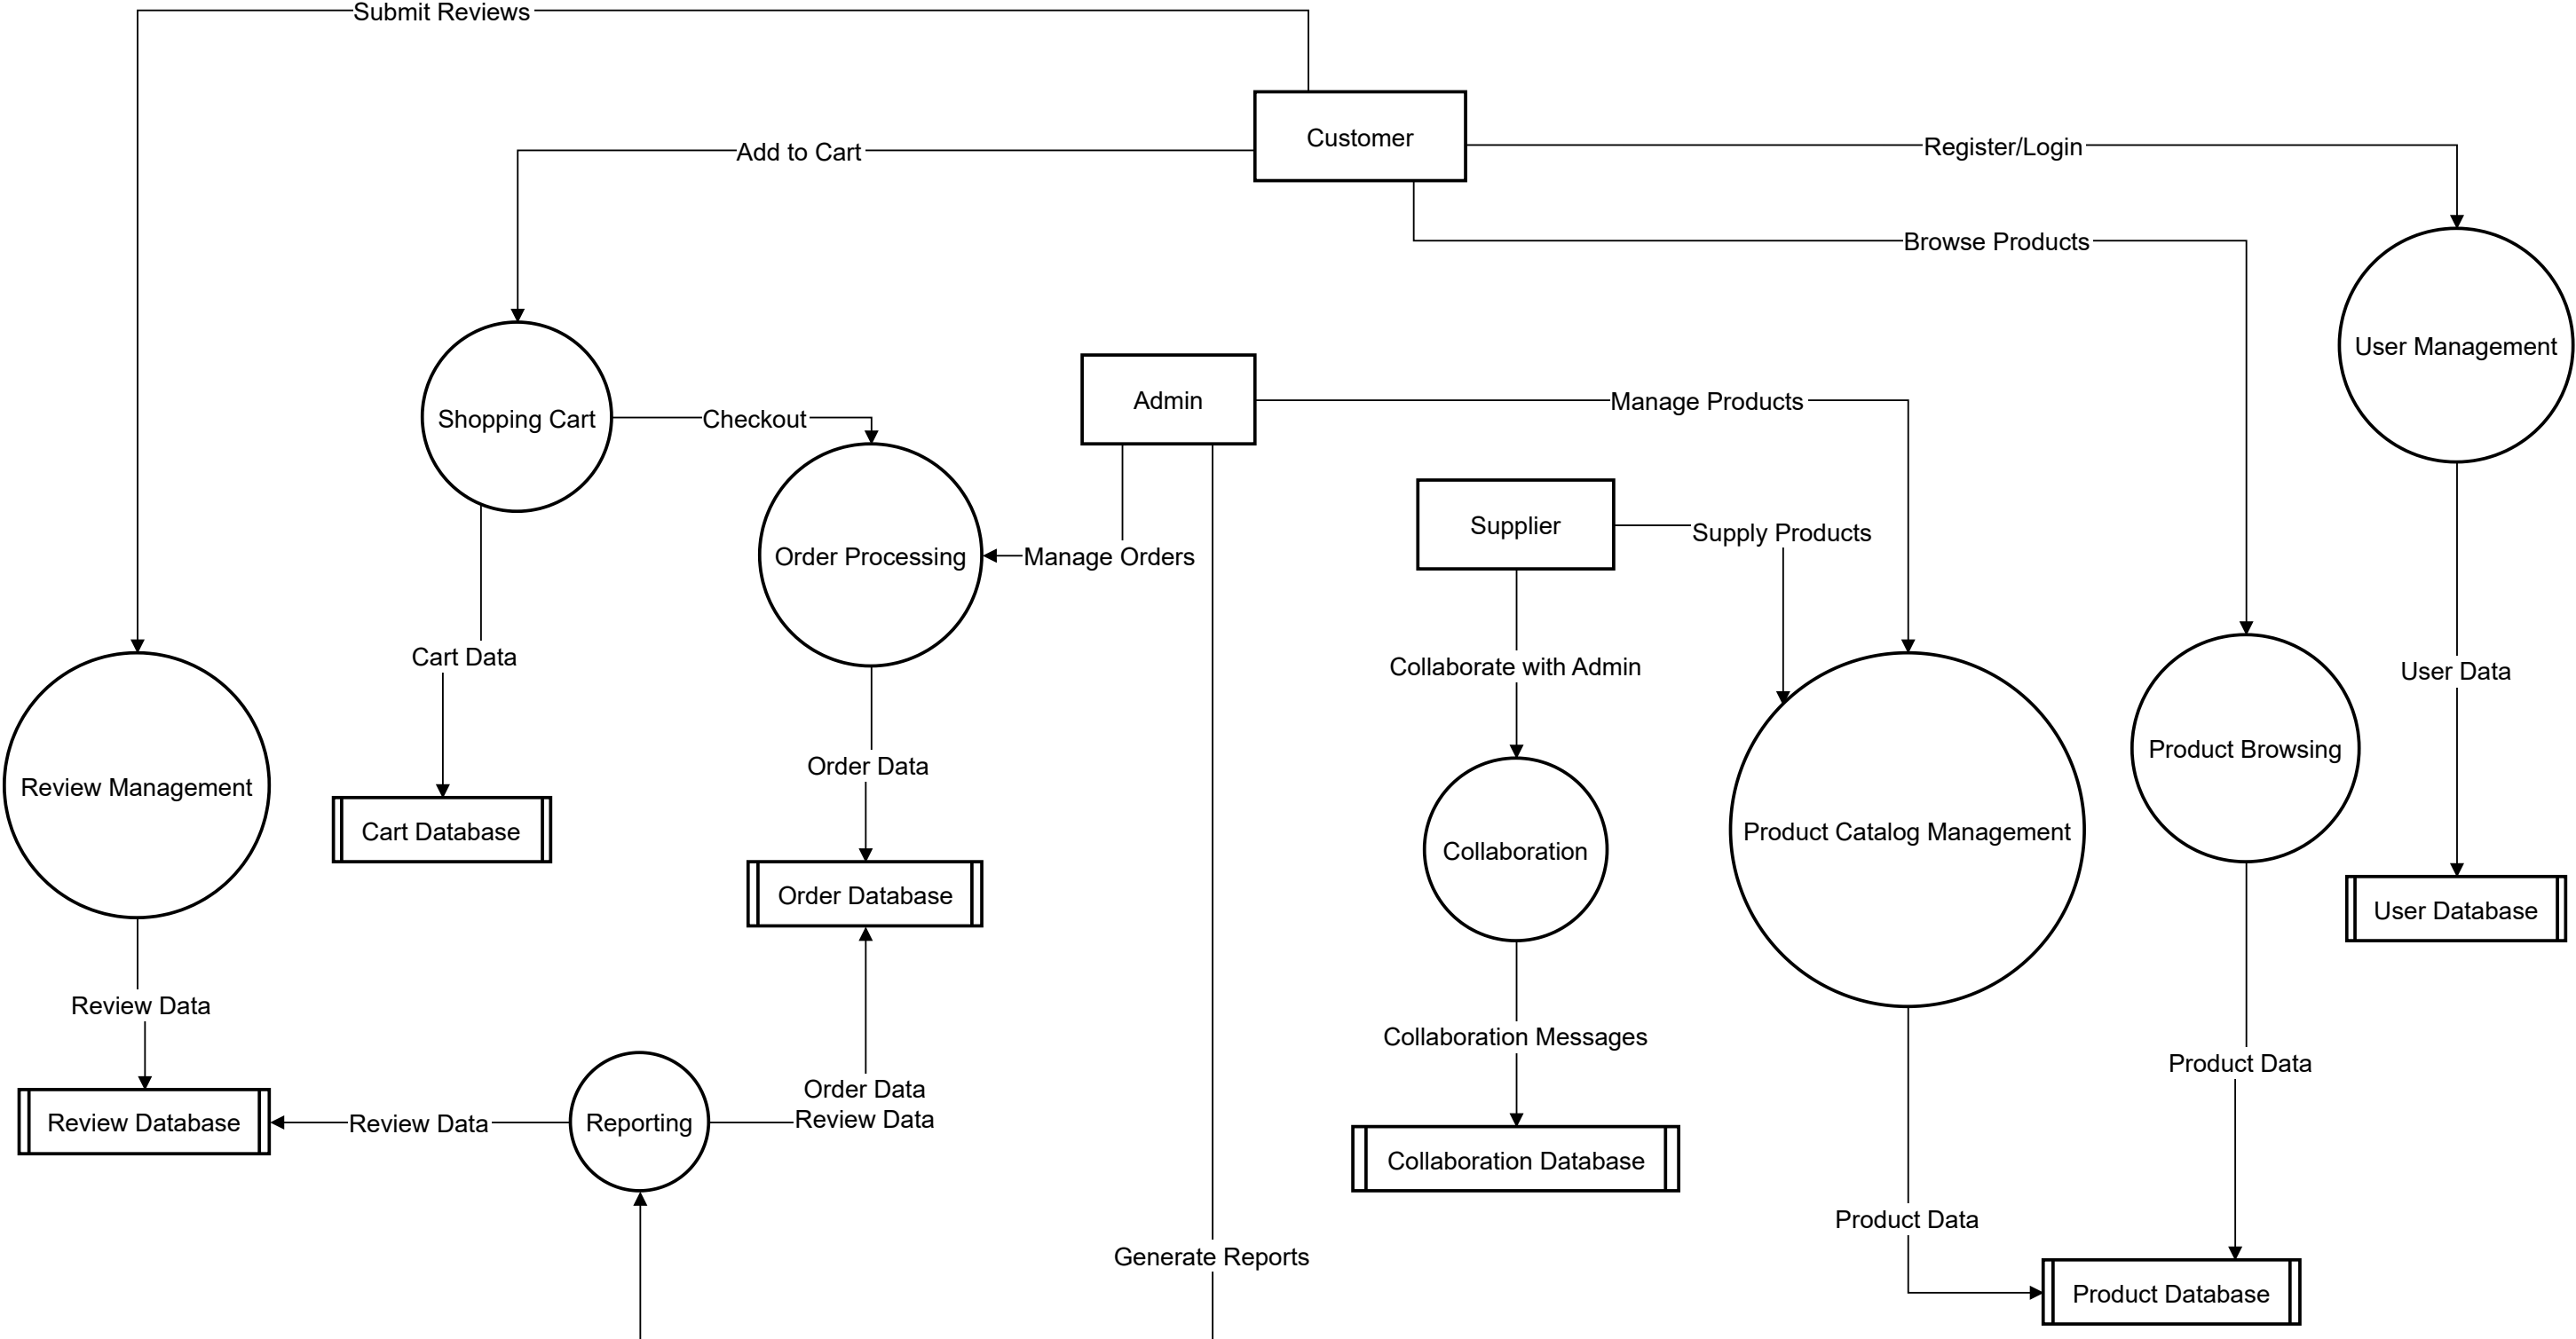 Submit Reviews
Customer
Register/Login
Add to Cart
Browse Products
User Management
Admin
Manage Products
Shopping Cart
Checkout
Supplier
Supply Products
Order Processing
Manage Orders
Cart Data
Collaborate with Admin
User Data
Product Browsing
Order Data
Review Management
Cart Database
Product Catalog Management
Collaboration
Order Database
User Database
Review Data
Collaboration Messages
Product Data
Order Data
Review Data
Review Database
Review Data
Reporting
Collaboration Database
Product Data
Generate Reports
Product Database